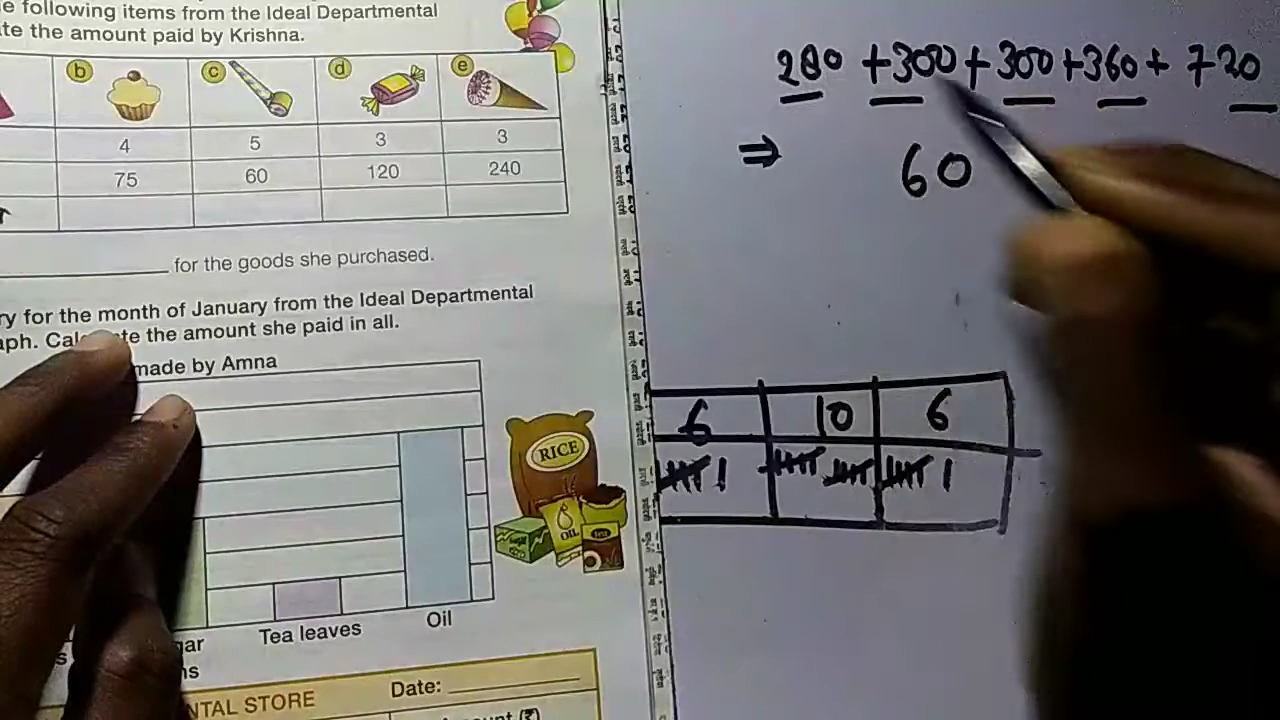 e following items from the Ideal Departmental
te the amount paid by Krishna.
b c d e
4 5 3 3
75 60 120 240
for the goods she purchased.
ry for the month of January from the Ideal Departmental
aph. the amount she paid in all.
made by Amna
RICE
OIL
gar Tea leaves Oil
s ns
NTAL STORE Date:
280 + 300 + 300 + 360 + 720
⇒ 60
6 10 6